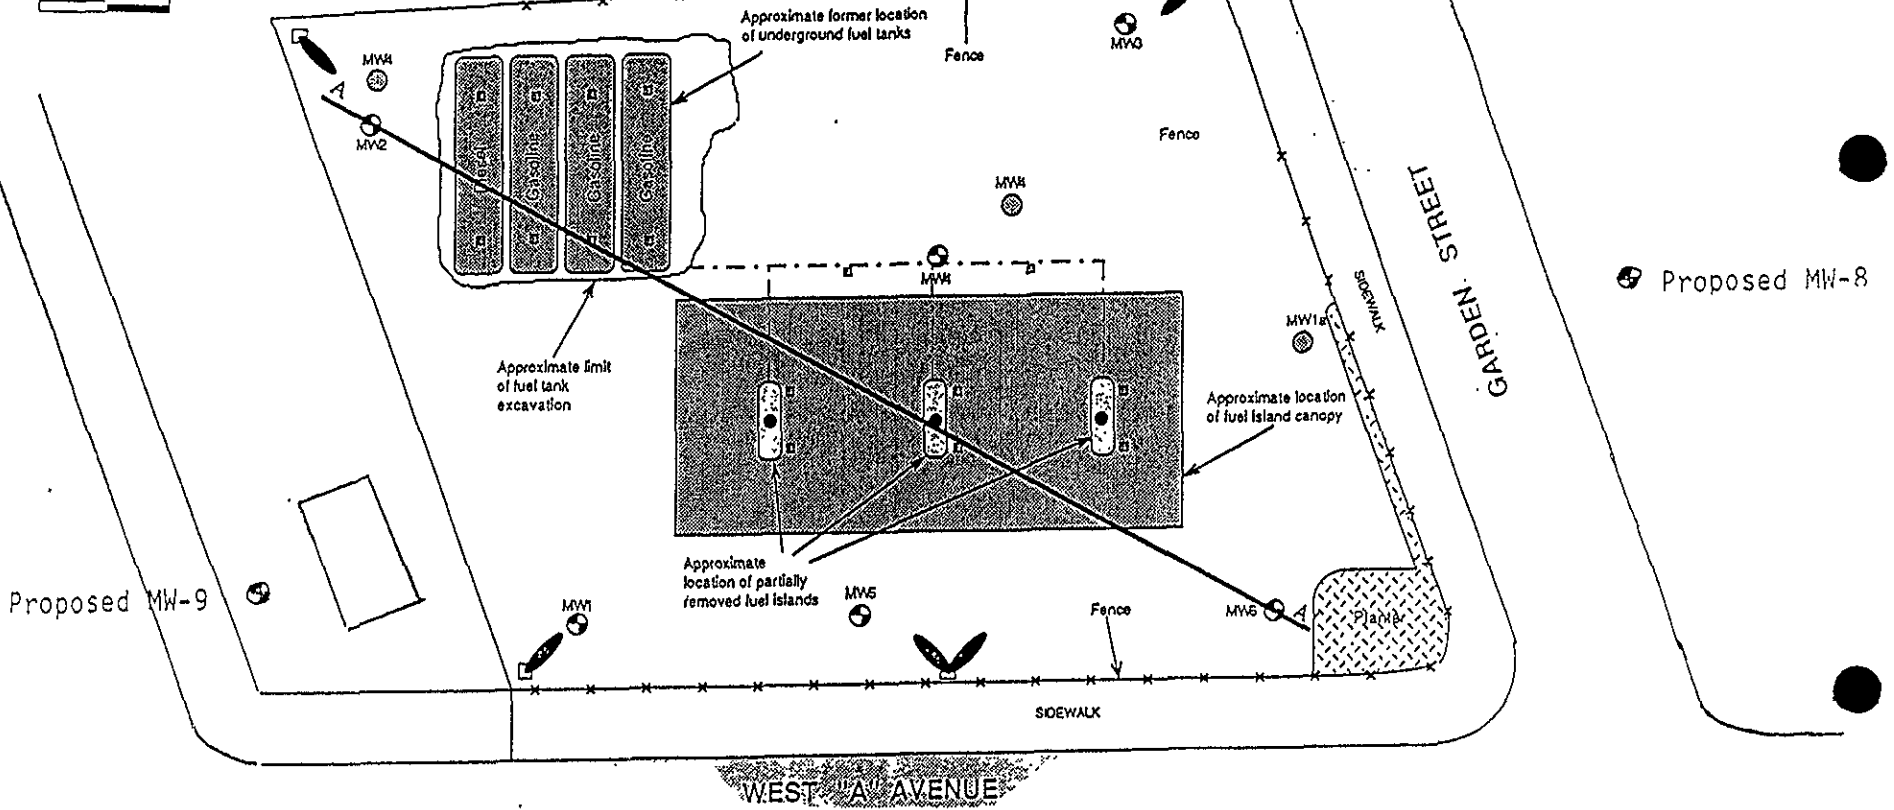 Approximate former location
of underground fuel tanks
Fence
MW3
MW4
A
MW2
Diesel
Gasoline
Gasoline
Gasoline
Fence
MW4
MW4
GARDEN. STREET
SIDEWALK
Proposed MW-8
MW1a
Approximate limit
of fuel tank
excavation
Approximate location
of fuel island canopy
Approximate
location of partially
removed fuel islands
Proposed MW-9
MW1
MW5
Fence
MW6
A
SIDEWALK
WEST "A" AVENUE